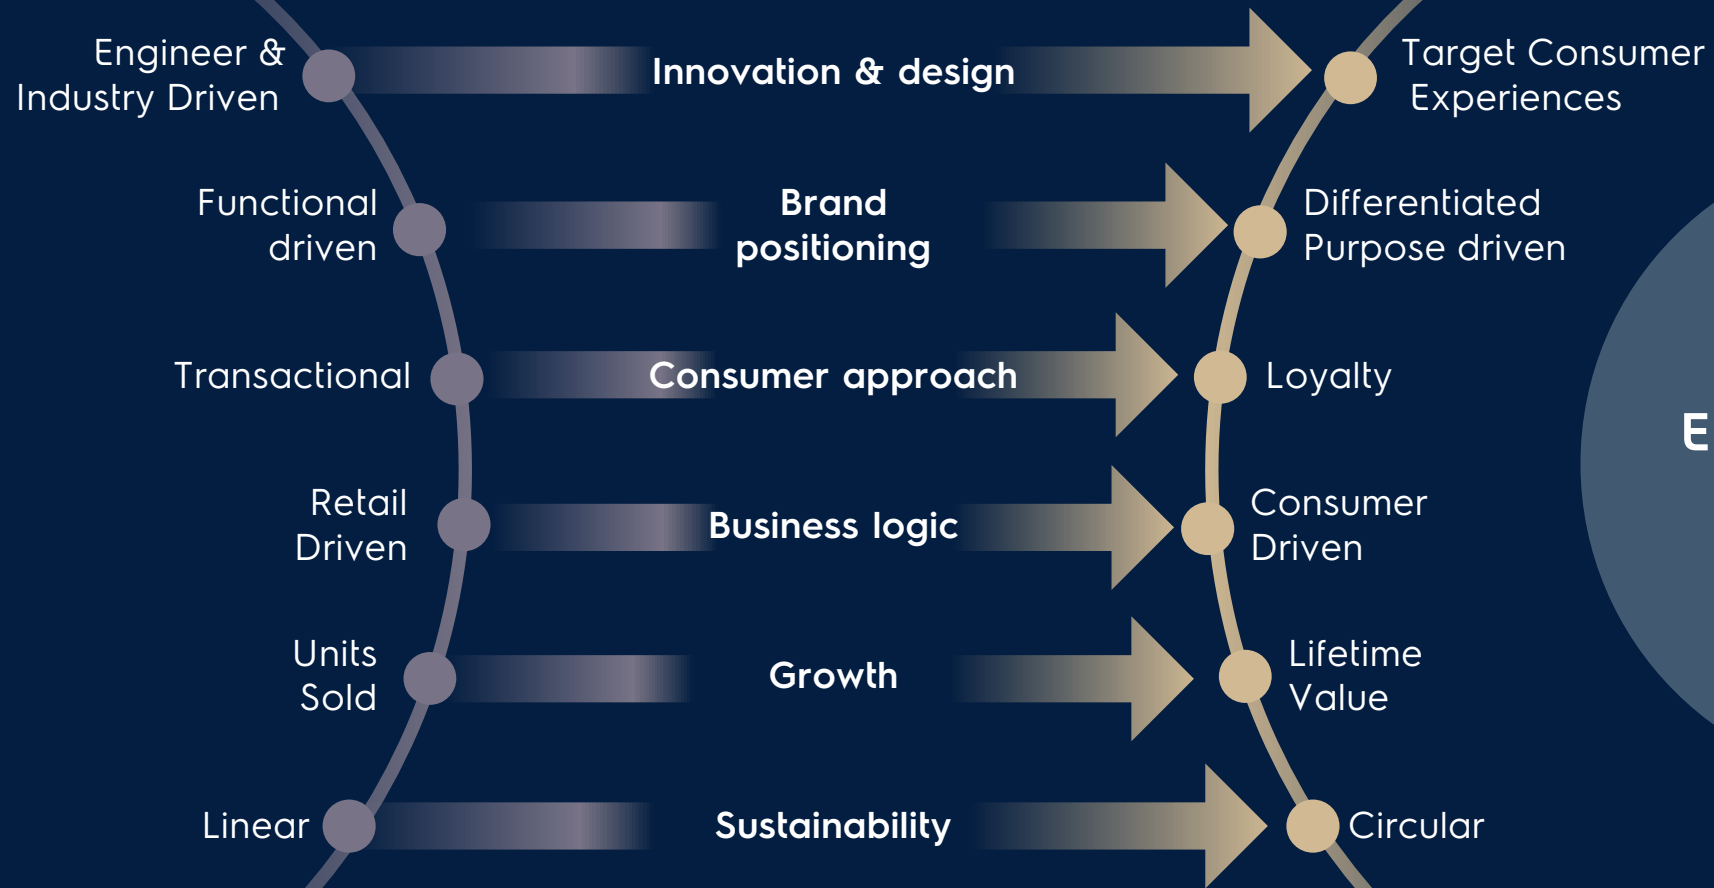 Engineer &
Industry Driven
Innovation & design
Target Consumer
Experiences
Functional
driven
Brand
positioning
Differentiated
Purpose driven
Transactional
Consumer approach
Loyalty
Retail
Driven
Business logic
Consumer
Driven
Units
Sold
Growth
Lifetime
Value
Linear
Sustainability
Circular
E